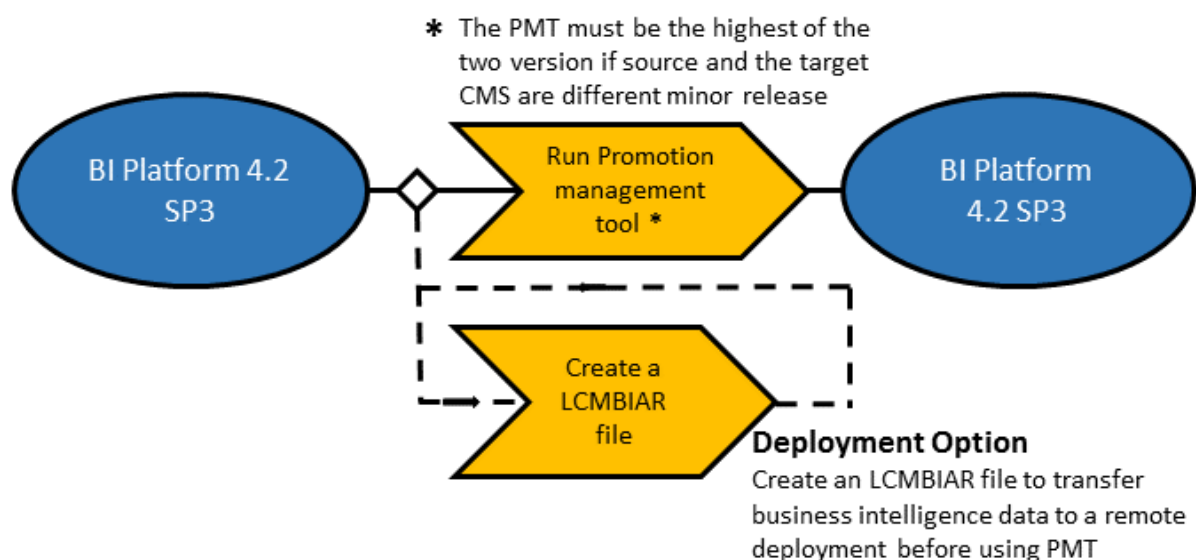 * The PMT must be the highest of the
two version if source and the target
CMS are different minor release
BI Platform 4.2
SP3
Run Promotion
management
tool *
BI Platform
4.2 SP3
Create a
LCMBIAR
file
Deployment Option
Create an LCMBIAR file to transfer
business intelligence data to a remote
deployment before using PMT